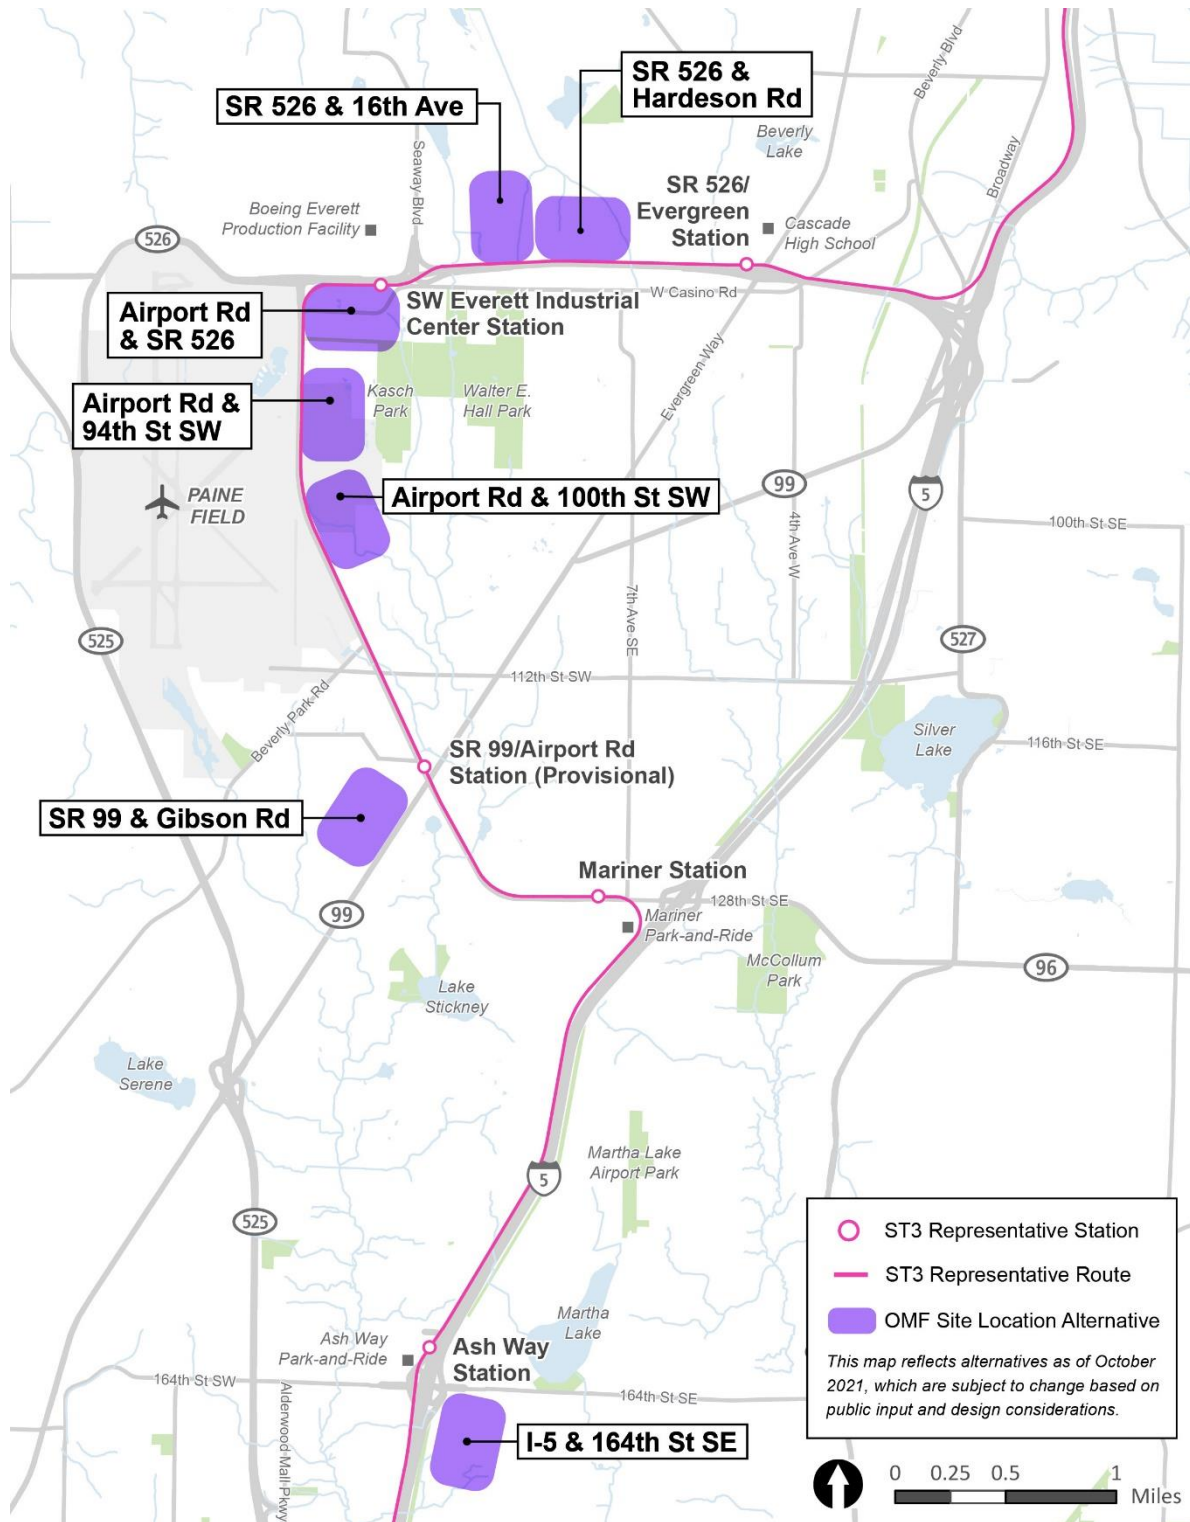 SR 526 &
Hardeson Rd
SR 526 & 16th Ave
Beverly Blvd
Beverly
Lake
Broadway
Seaway Blvd
SR 526/
Evergreen
Station
Boeing Everett
Production Facility
Cascade
High School
526
W Casino Rd
SW Everett Industrial
Center Station
Airport Rd
& SR 526
Evergreen Way
Kasch
Park
Walter E.
Hall Park
Airport Rd &
94th St SW
99
5
PAINE
FIELD
Airport Rd & 100th St SW
100th St SE
4th Ave W
7th Ave SE
525
527
112th St SW
Beverly Park Rd
Silver
Lake
SR 99/Airport Rd
Station (Provisional)
116th St SE
SR 99 & Gibson Rd
Mariner Station
128th St SE
99
Mariner
Park-and-Ride
McCollum
Park
96
Lake
Stickney
Lake
Serene
Martha Lake
Airport Park
5
525
ST3 Representative Station
ST3 Representative Route
OMF Site Location Alternative
This map reflects alternatives as of October
2021, which are subject to change based on
public input and design considerations.
Martha
Lake
Ash Way
Park-and-Ride
Ash Way
Station
164th St SW
Alderwood Mall Pkwy
164th St SE
I-5 & 164th St SE
0 0.25 0.5 1
Miles